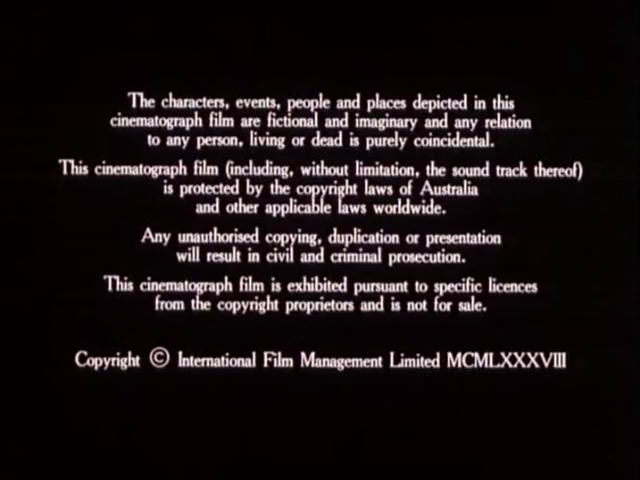 The characters, events, people and places depicted in this
cinematograph film are fictional and imaginary and any relation
to any person, living or dead is purely coincidental.
This cinematograph film (including, without limitation, the sound track thereof)
is protected by the copyright laws of Australia
and other applicable laws worldwide.
Any unauthorised copying, duplication or presentation
will result in civil and criminal prosecution.
This cinematograph film is exhibited pursuant to specific licences
from the copyright proprietors and is not for sale.
Copyright © International Film Management Limited MCMLXXXVIII